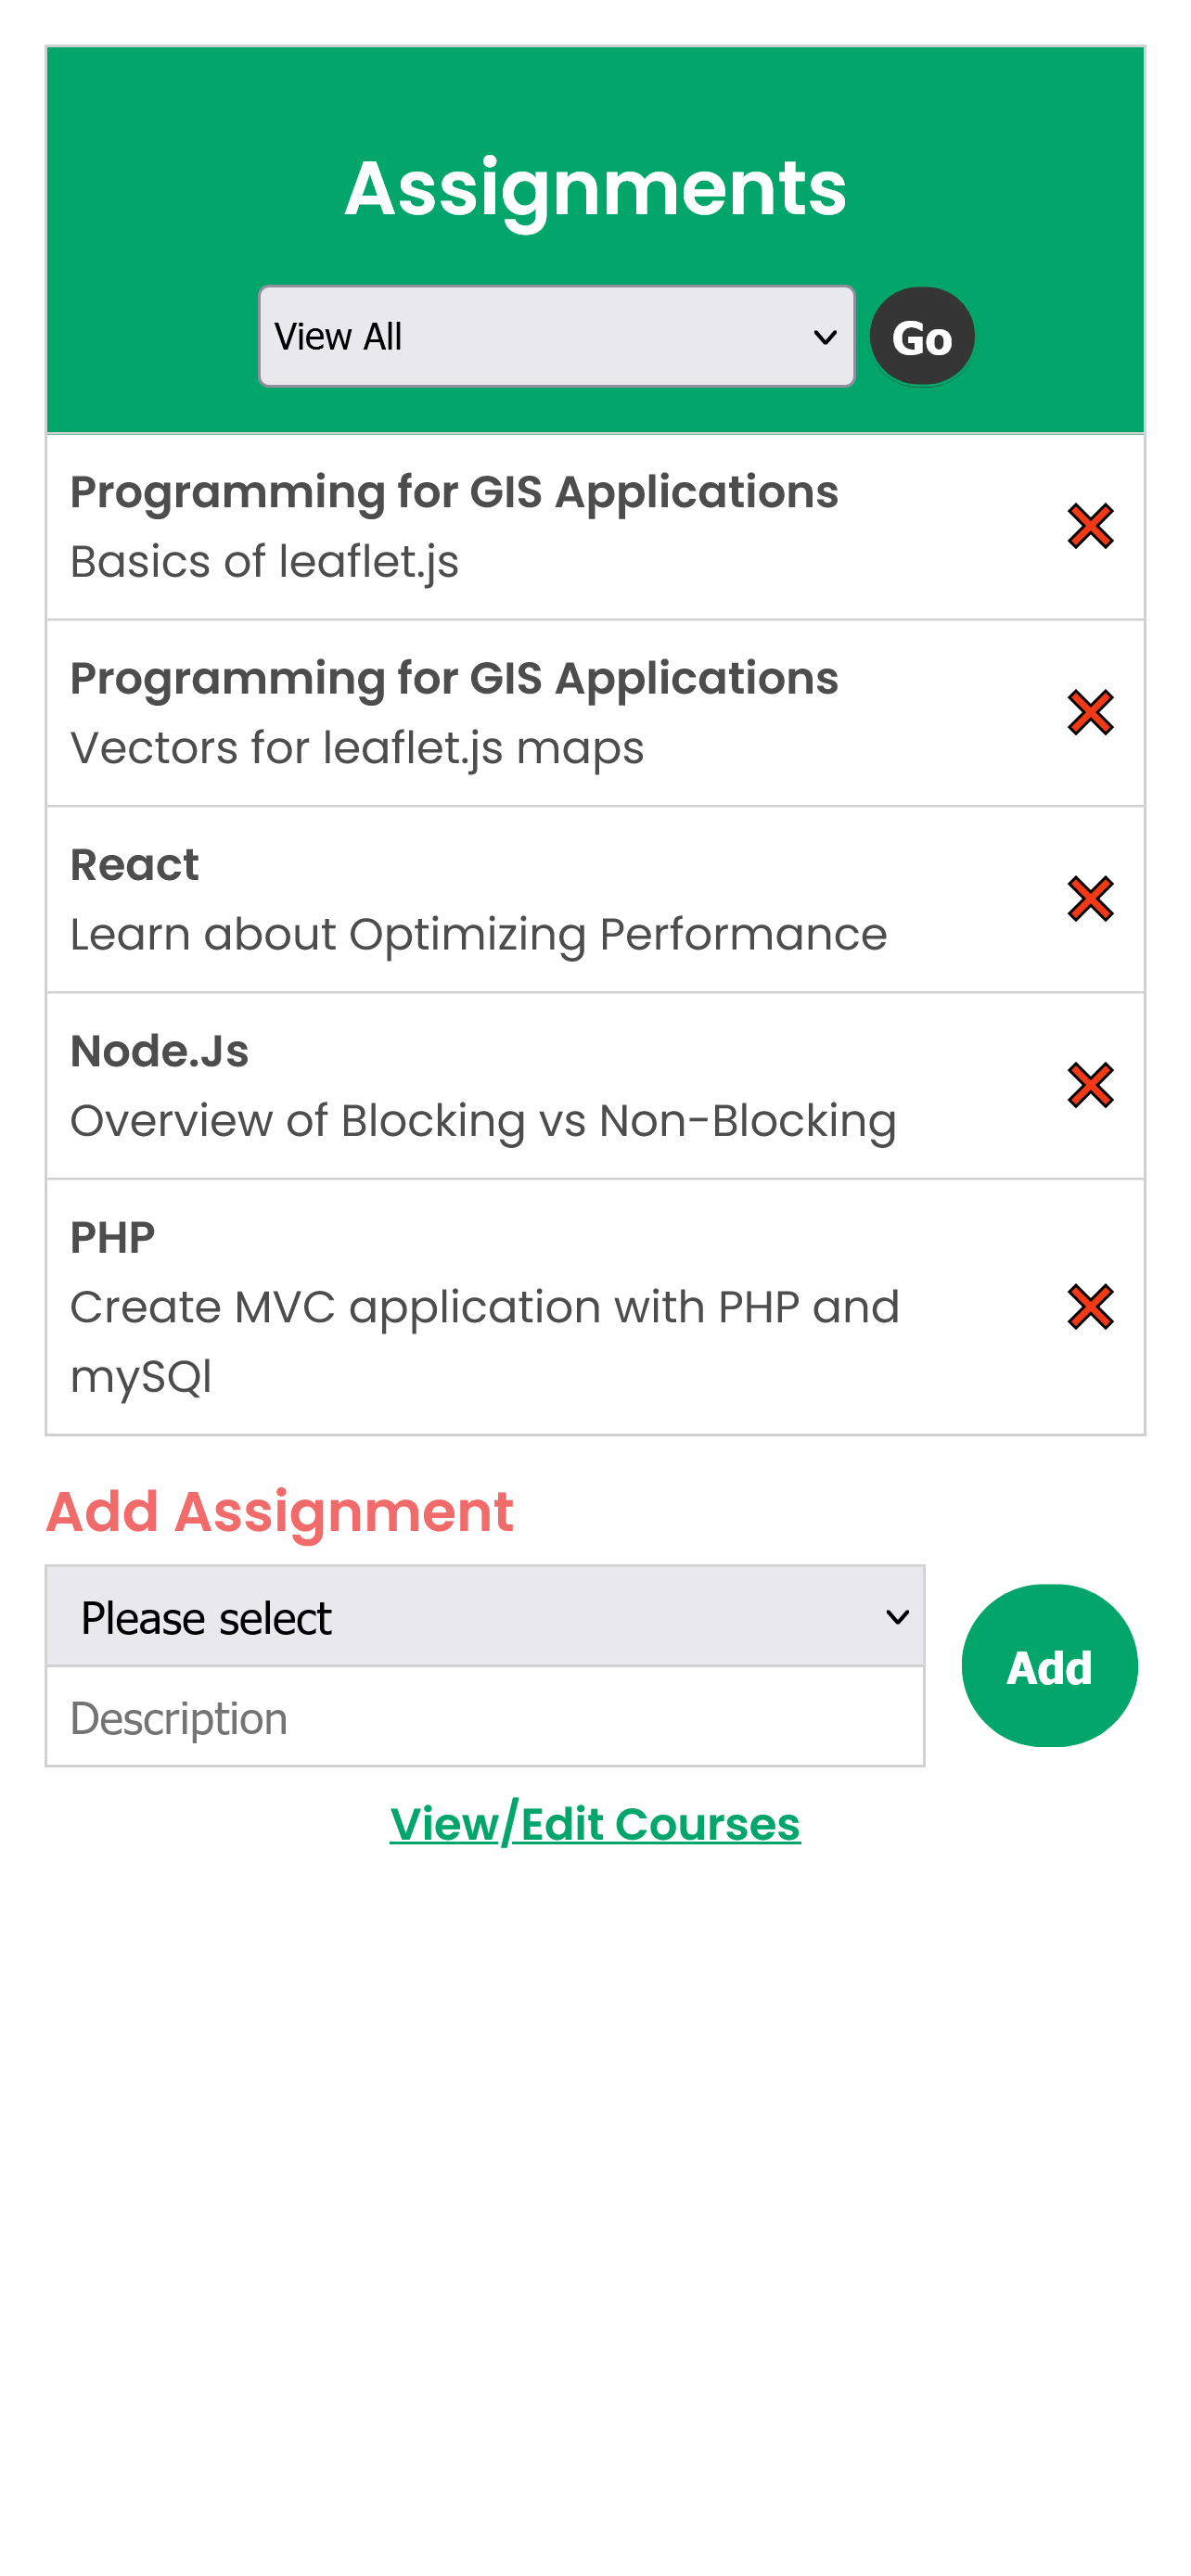 Assignments
View All
Go
Programming for GIS Applications
Basics of leaflet.js
Programming for GIS Applications
Vectors for leaflet.js maps
React
Learn about Optimizing Performance
Node.Js
Overview of Blocking vs Non-Blocking
PHP
Create MVC application with PHP and
mySQl
Add Assignment
Please select
Description
Add
View/Edit Courses